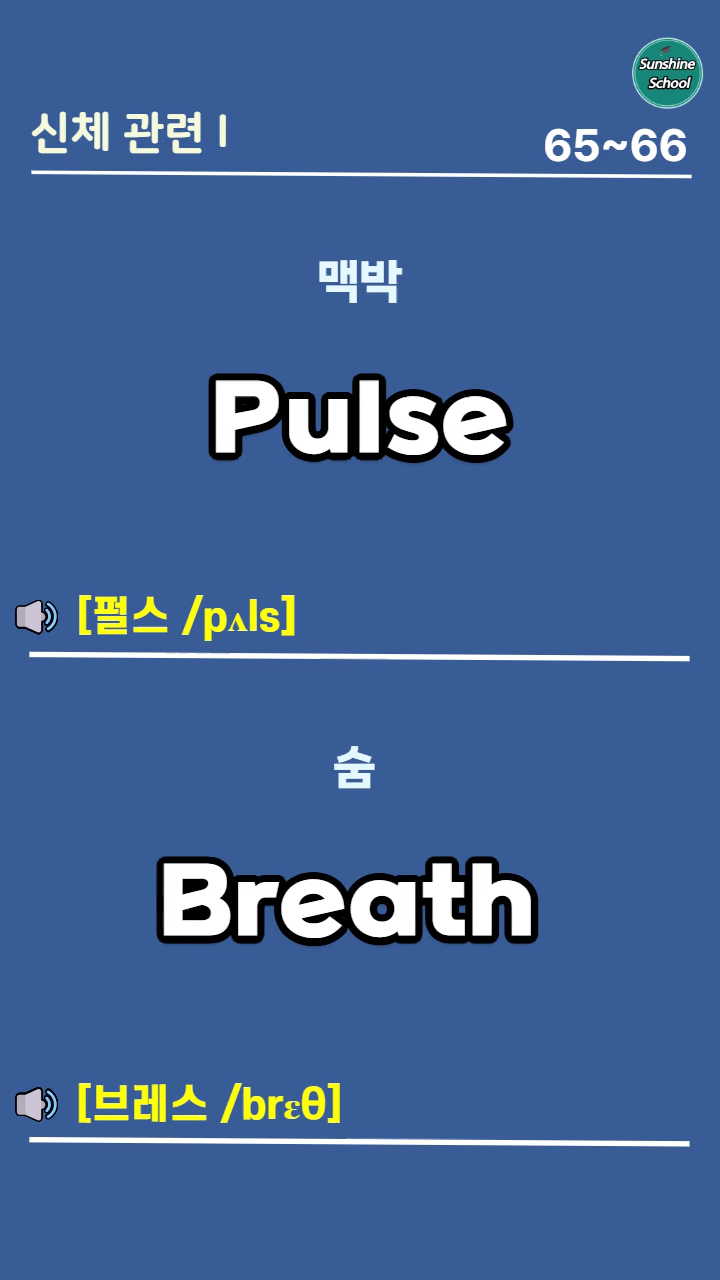 Sunshine
School
신체 관련 I
65~66
맥박
Pulse
[펄스 /pʌls]
숨
Breath
[브레스 /brɛθ]